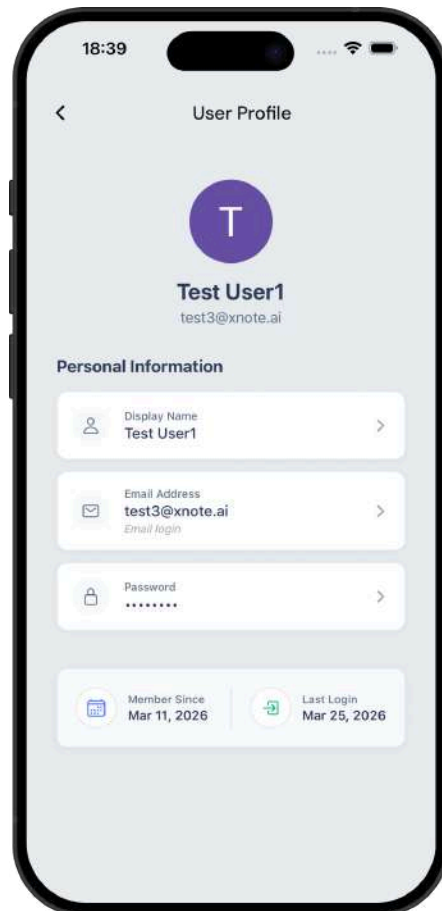 18:39
User Profile
T
Test User1
test3@xnote.ai
Personal Information
Display Name
Test User1
Email Address
test3@xnote.ai
Email login
Password
••••••••
Member Since
Mar 11, 2026
Last Login
Mar 25, 2026